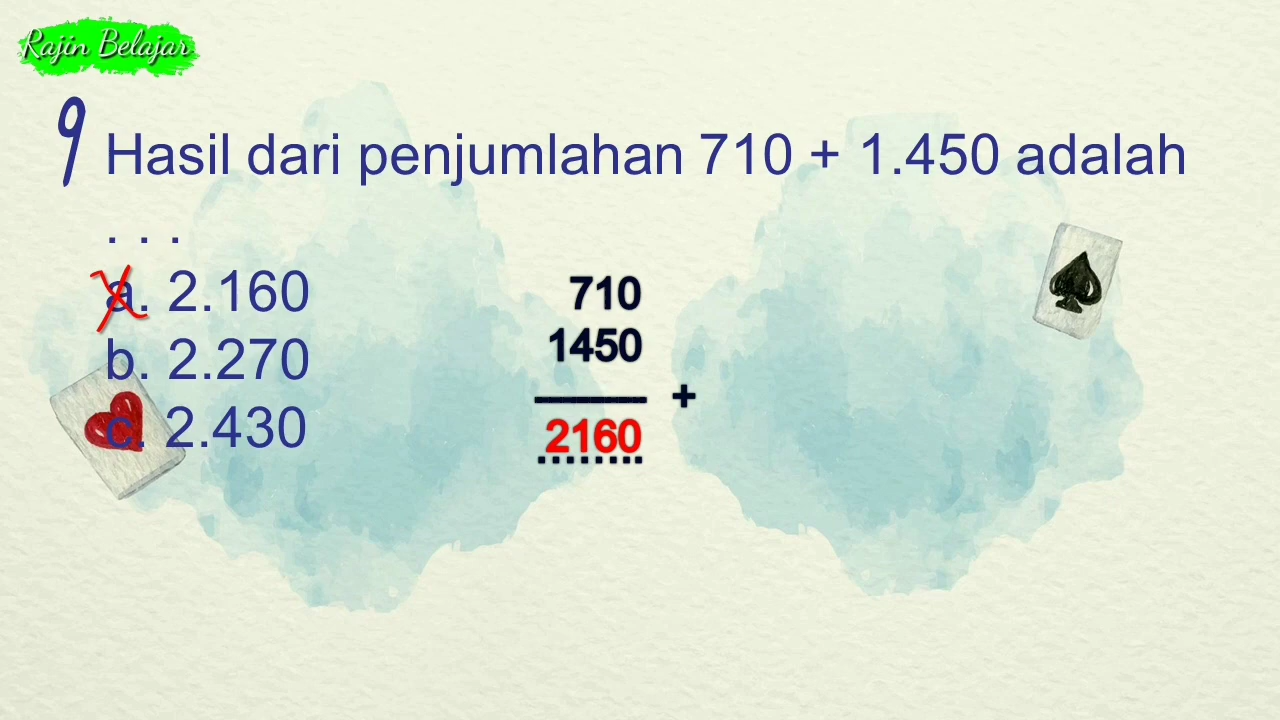 Rajin Belajar
9 Hasil dari penjumlahan 710 + 1.450 adalah
. . .
a. 2.160
b. 2.270
c. 2.430
710
1450
+
2160
........